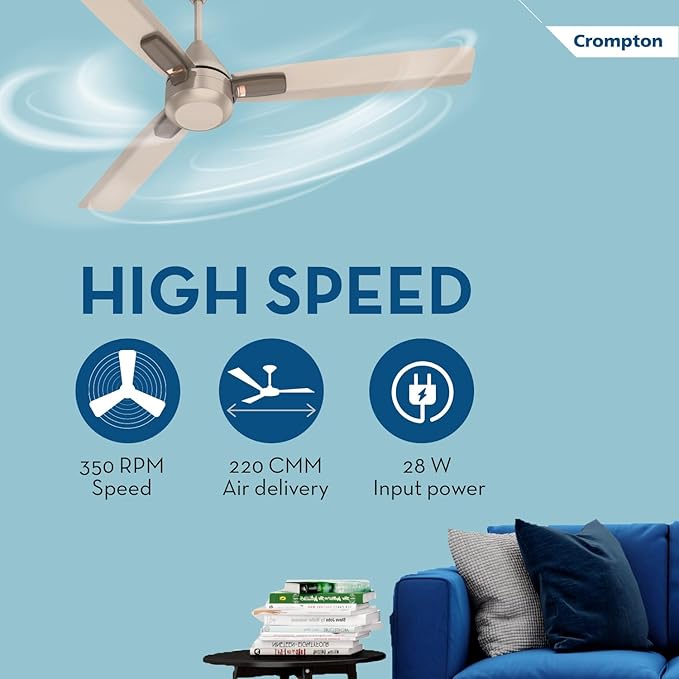 Crompton
HIGH SPEED
350 RPM
Speed
220 CMM
Air delivery
28 W
Input power